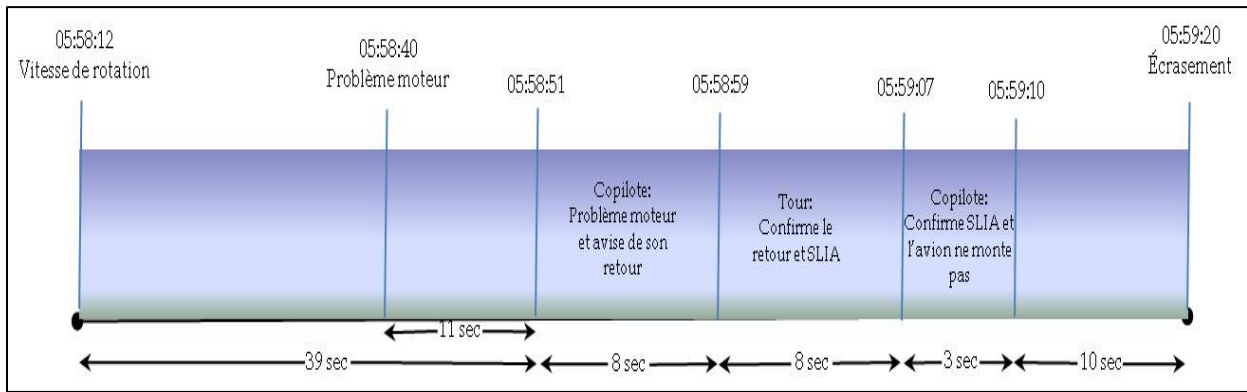 05:58:12
Vitesse de rotation
05:58:40
Problème moteur
05:58:51
05:58:59
05:59:07
05:59:10
05:59:20
Écrasement
Copilote:
Problème moteur
et avise de son
retour
Tour:
Confirme le
retour et SLIA
Copilote:
Confirme SLIA et
l'avion ne monte
pas
11 sec
39 sec
8 sec
8 sec
3 sec
10 sec